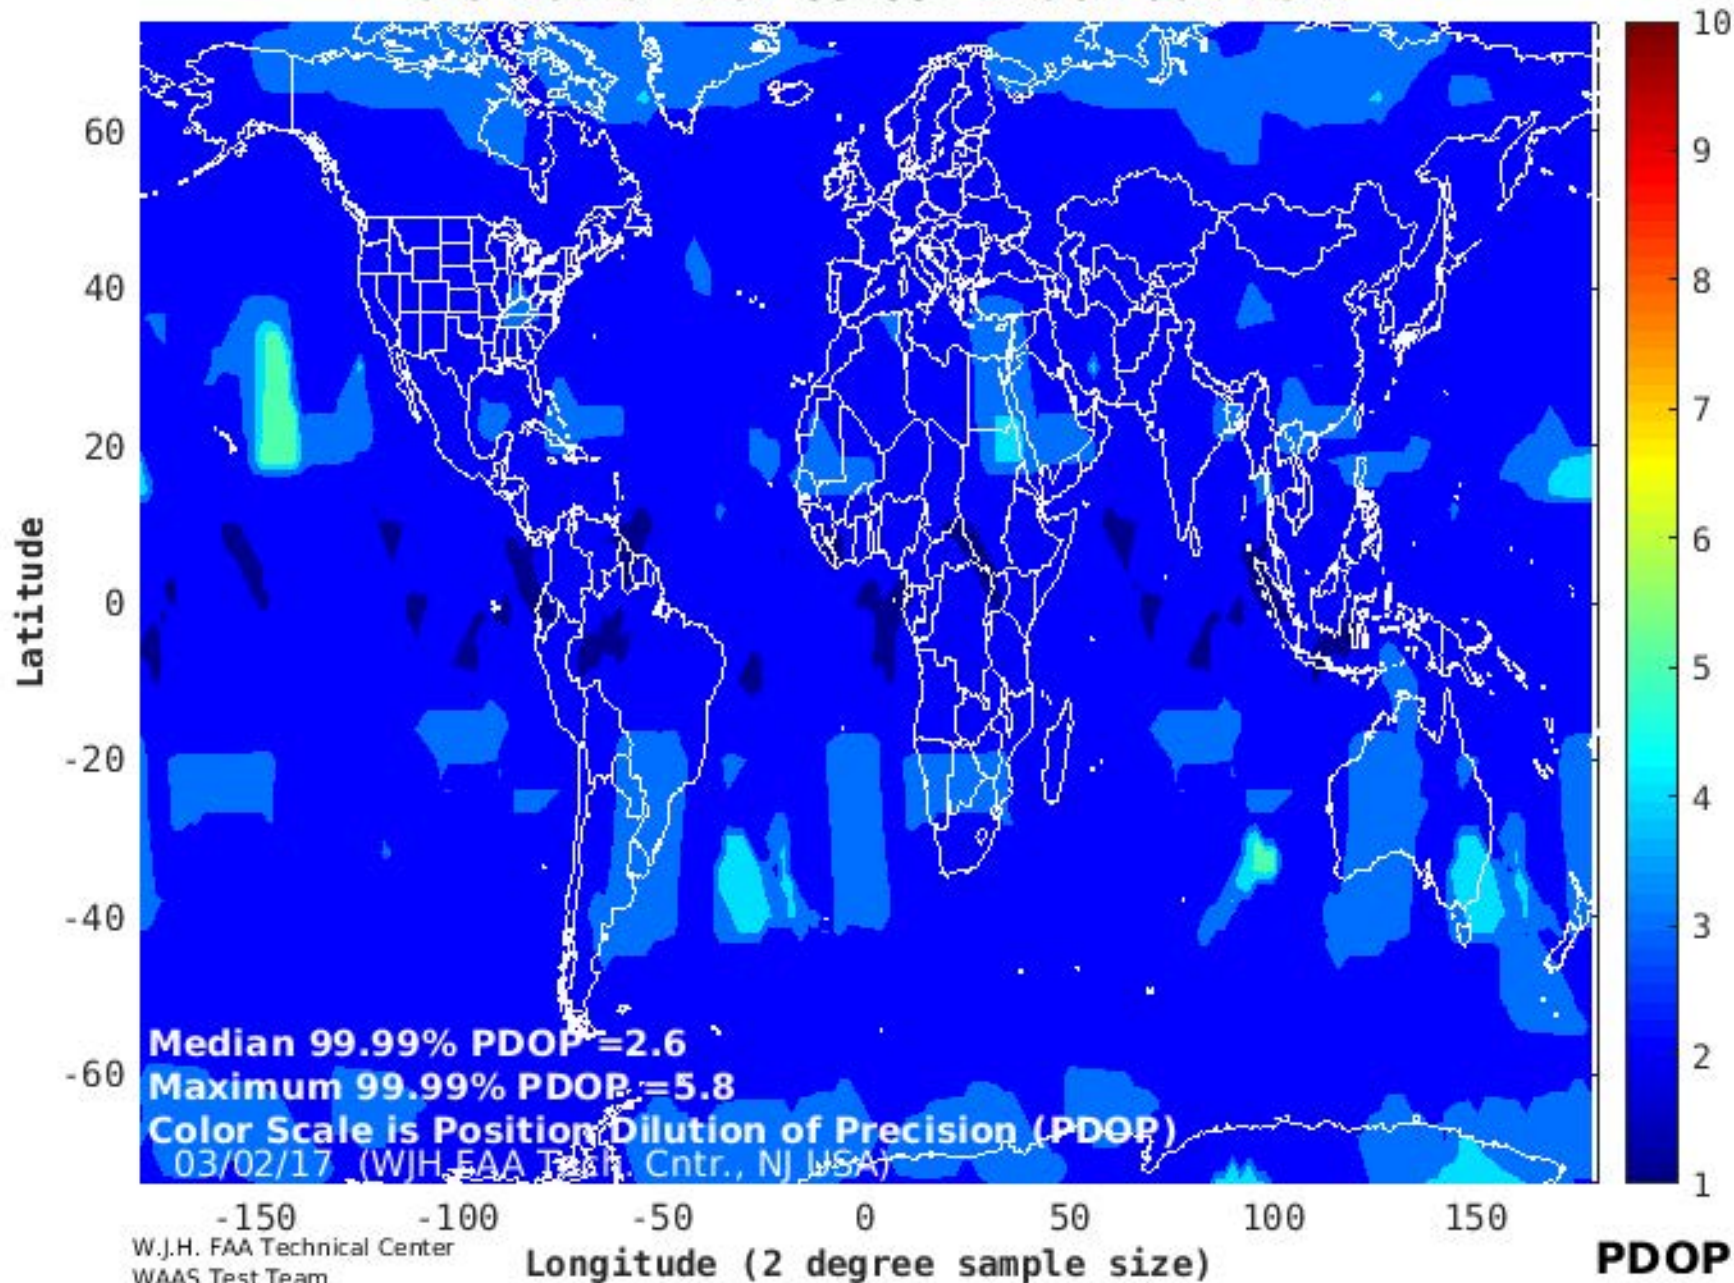 10
9
8
7
6
5
4
3
2
1
PDOP
60
40
20
0
-20
-40
-60
Latitude
Median 99.99% PDOP =2.6
Maximum 99.99% PDOP =5.8
Color Scale is Position Dilution of Precision (PDOP)
03/02/17 (WJH FAA Tech. Cntr., NJ USA)
-150 -100 -50 0 50 100 150
Longitude (2 degree sample size)
W.J.H. FAA Technical Center
WAAS Test Team